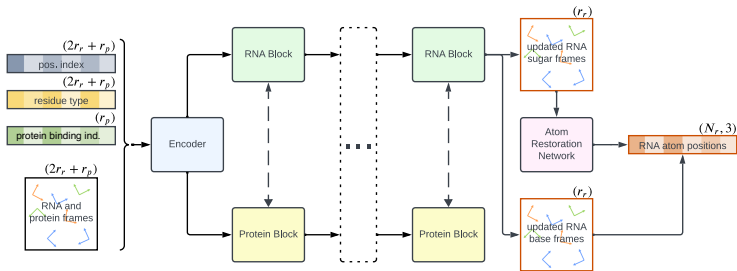 (2r_r + r_p)
pos. index
(2r_r + r_p)
residue type
(r_p)
protein binding ind.
(2r_r + r_p)
RNA and
protein frames
Encoder
RNA Block
Protein Block
RNA Block
Protein Block
(r_r)
updated RNA
sugar frames
Atom
Restoration
Network
(r_r)
updated RNA
base frames
(N_r, 3)
RNA atom positions